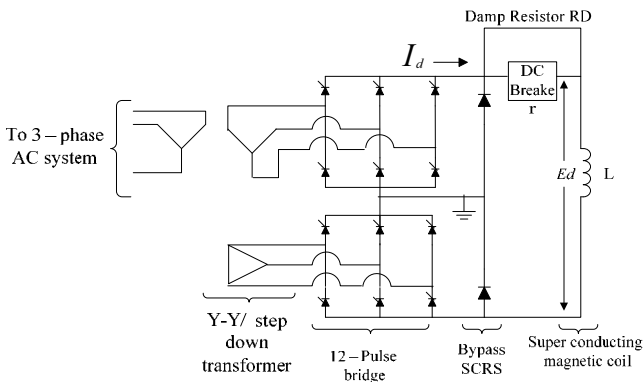 Damp Resistor RD
I d
DC
Breake
r
To 3 – phase
AC system
Ed
L
Y-Y/ step
down
transformer
12 – Pulse
bridge
Bypass
SCRS
Super conducting
magnetic coil